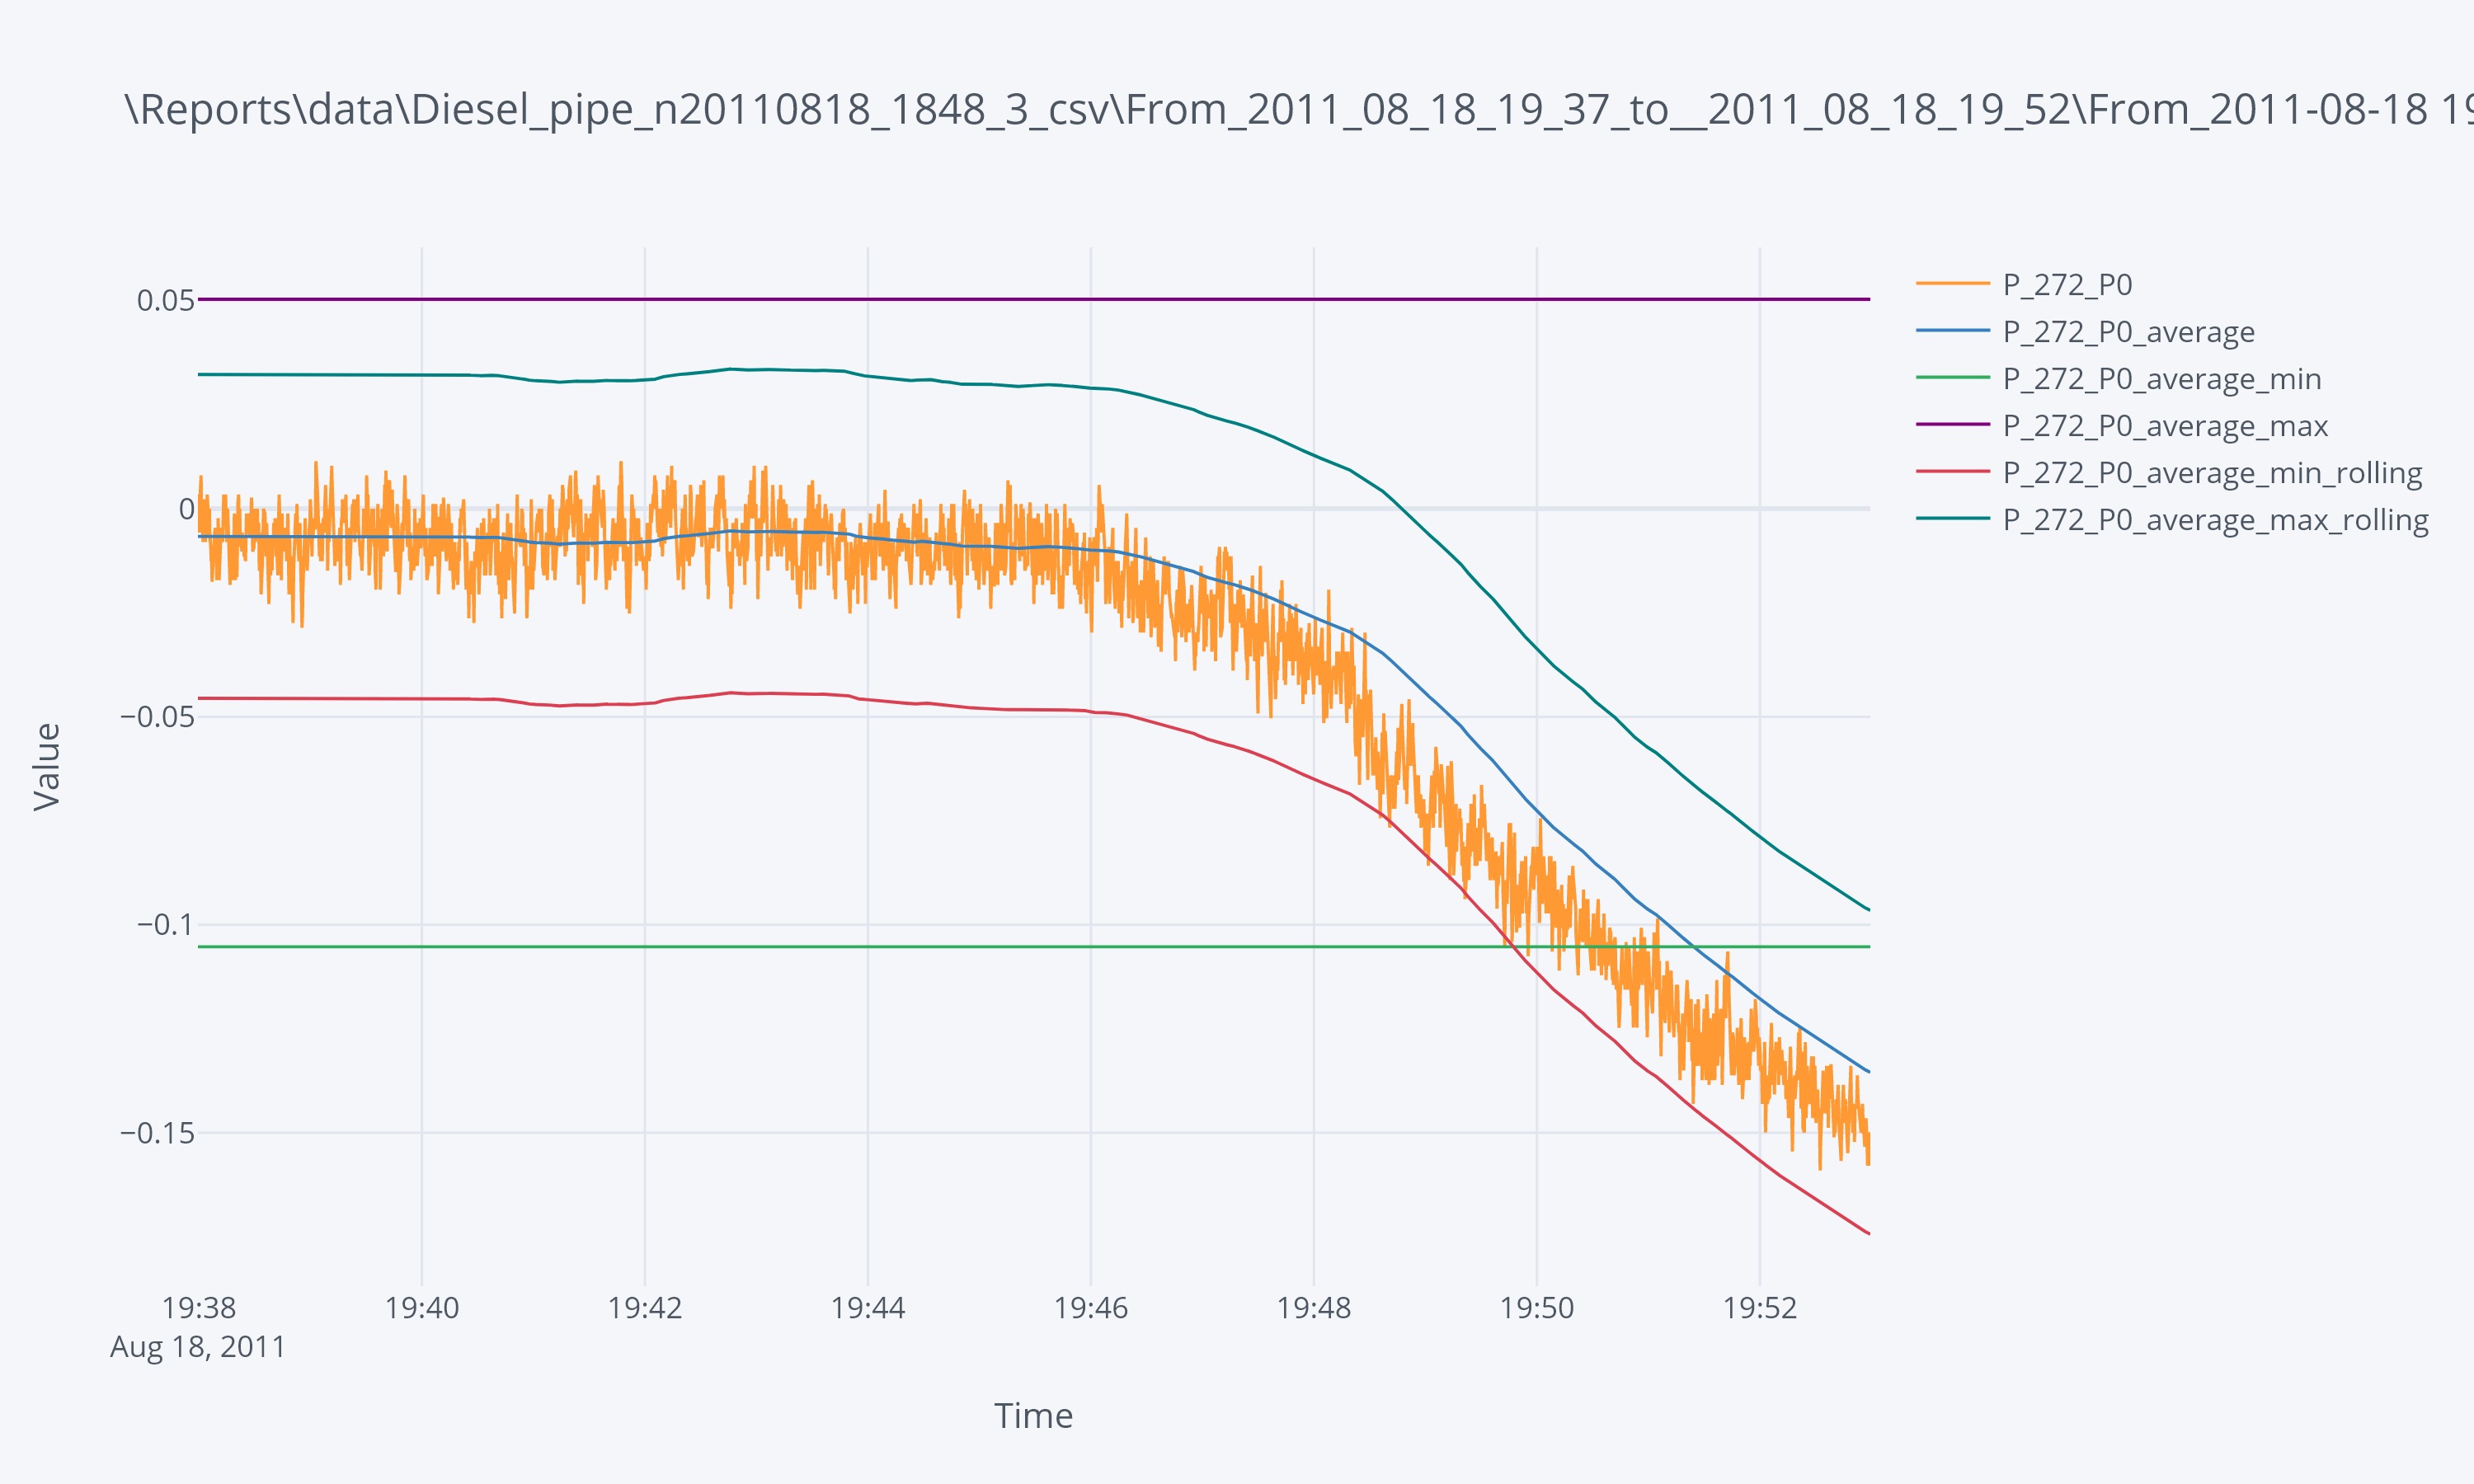 \Reports\data\Diesel_pipe_n20110818_1848_3_csv\From_2011_08_18_19_37_to__2011_08_18_19_52\From_2011-08-18 19
P_272_P0
P_272_P0_average
P_272_P0_average_min
P_272_P0_average_max
P_272_P0_average_min_rolling
P_272_P0_average_max_rolling
0.05
0
−0.05
−0.1
−0.15
Value
19:38
19:40
19:42
19:44
19:46
19:48
19:50
19:52
Aug 18, 2011
Time